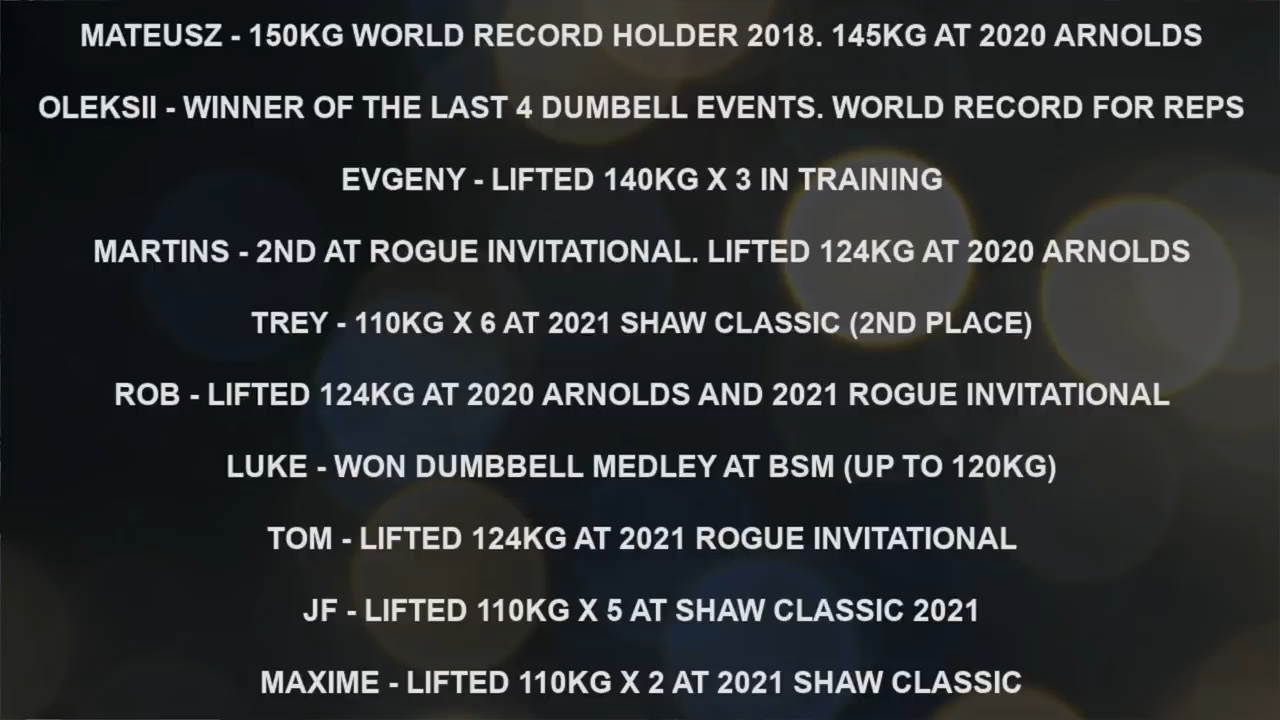 MATEUSZ - 150KG WORLD RECORD HOLDER 2018. 145KG AT 2020 ARNOLDS
OLEKSII - WINNER OF THE LAST 4 DUMBELL EVENTS. WORLD RECORD FOR REPS
EVGENY - LIFTED 140KG X 3 IN TRAINING
MARTINS - 2ND AT ROGUE INVITATIONAL. LIFTED 124KG AT 2020 ARNOLDS
TREY - 110KG X 6 AT 2021 SHAW CLASSIC (2ND PLACE)
ROB - LIFTED 124KG AT 2020 ARNOLDS AND 2021 ROGUE INVITATIONAL
LUKE - WON DUMBBELL MEDLEY AT BSM (UP TO 120KG)
TOM - LIFTED 124KG AT 2021 ROGUE INVITATIONAL
JF - LIFTED 110KG X 5 AT SHAW CLASSIC 2021
MAXIME - LIFTED 110KG X 2 AT 2021 SHAW CLASSIC